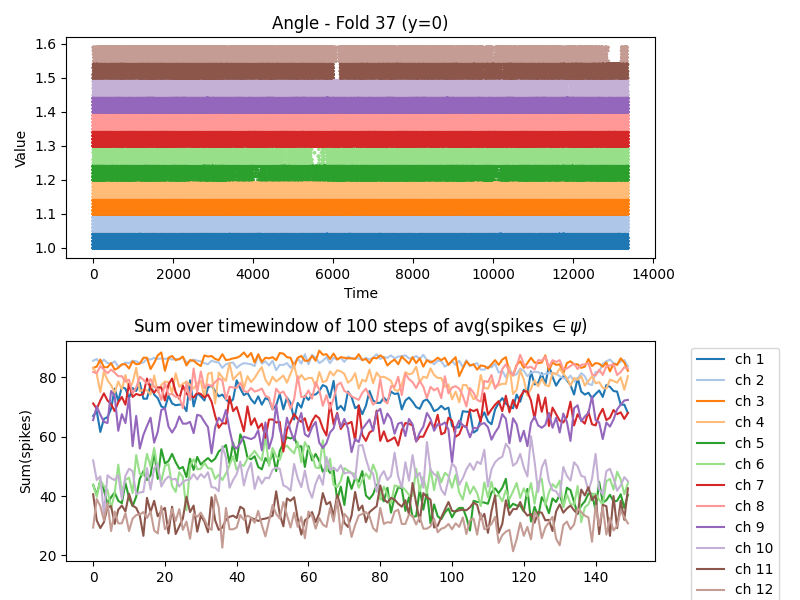 Angle - Fold 37 (y=0)
1.6
1.5
1.4
1.3
1.2
1.1
1.0
Value
0 2000 4000 6000 8000 10000 12000 14000
Time
Sum over timewindow of 100 steps of avg(spikes ∈ ψ)
80
60
40
20
Sum(spikes)
0 20 40 60 80 100 120 140
ch 1
ch 2
ch 3
ch 4
ch 5
ch 6
ch 7
ch 8
ch 9
ch 10
ch 11
ch 12